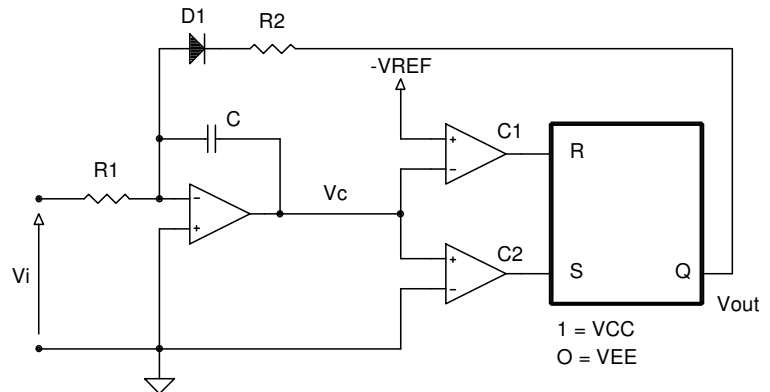 D1
R2
-VREF
C
C1
+
-
R
R1
-
+
Vc
Vi
C2
+
-
S
Q
Vout
1 = VCC
O = VEE